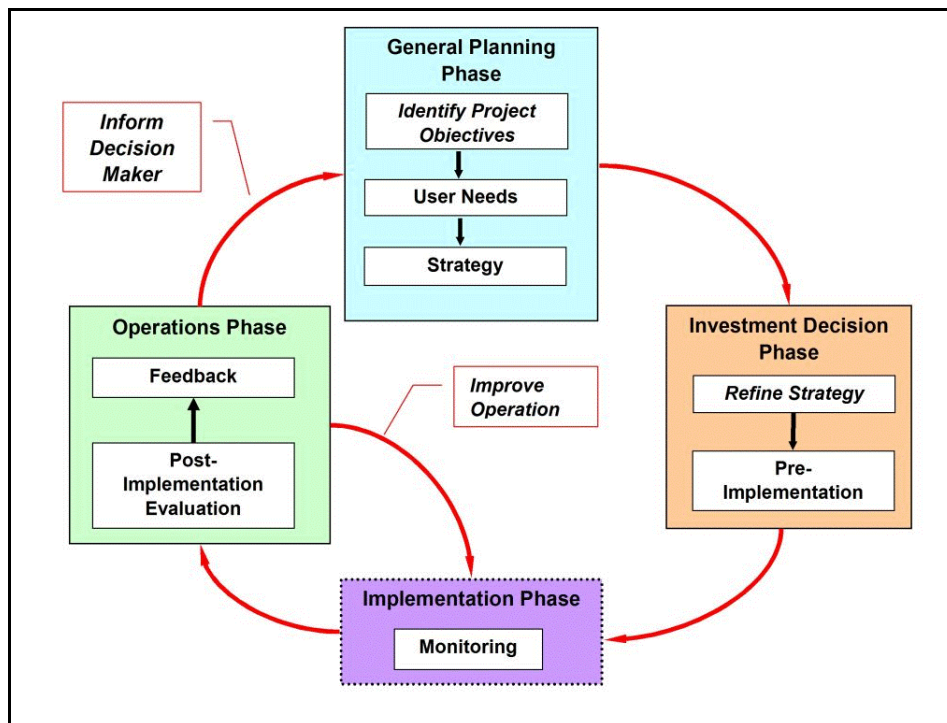 General Planning
Phase
Identify Project
Objectives
User Needs
Strategy
Inform
Decision
Maker
Operations Phase
Feedback
Post-
Implementation
Evaluation
Improve
Operation
Investment Decision
Phase
Refine Strategy
Pre-
Implementation
Implementation Phase
Monitoring